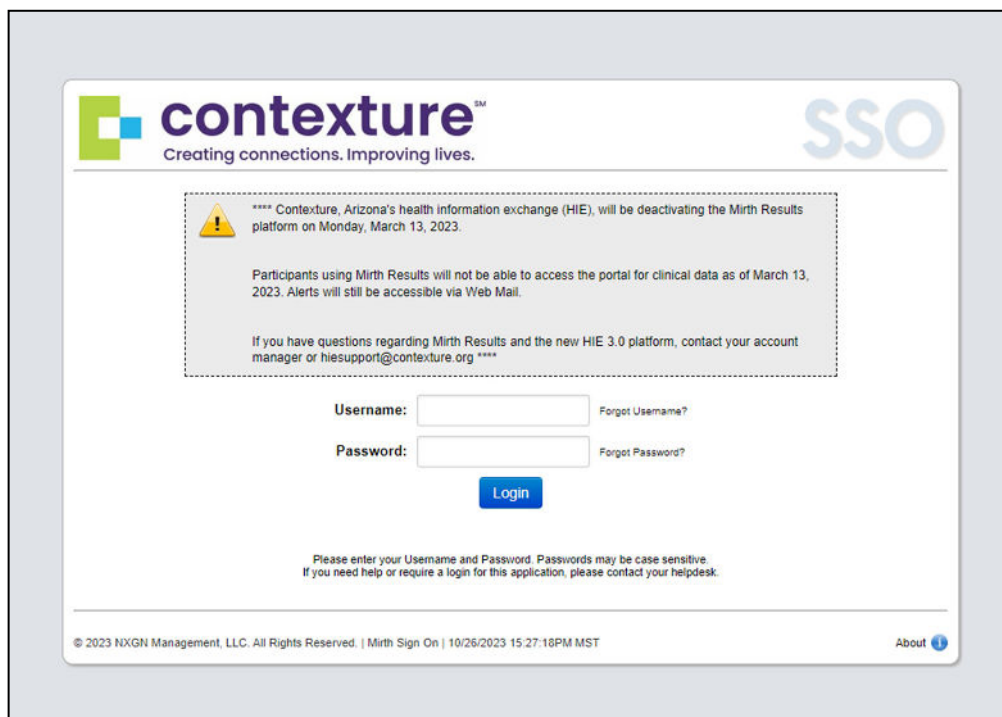 contexture℠
Creating connections. Improving lives.
SSO
**** Contexture, Arizona's health information exchange (HIE), will be deactivating the Mirth Results
platform on Monday, March 13, 2023.
Participants using Mirth Results will not be able to access the portal for clinical data as of March 13,
2023. Alerts will still be accessible via Web Mail.
If you have questions regarding Mirth Results and the new HIE 3.0 platform, contact your account
manager or hiesupport@contexture.org ****
Username: Forgot Username?
Password: Forgot Password?
Login
Please enter your Username and Password. Passwords may be case sensitive.
If you need help or require a login for this application, please contact your helpdesk.
© 2023 NXGN Management, LLC. All Rights Reserved. | Mirth Sign On | 10/26/2023 15:27:18PM MST About